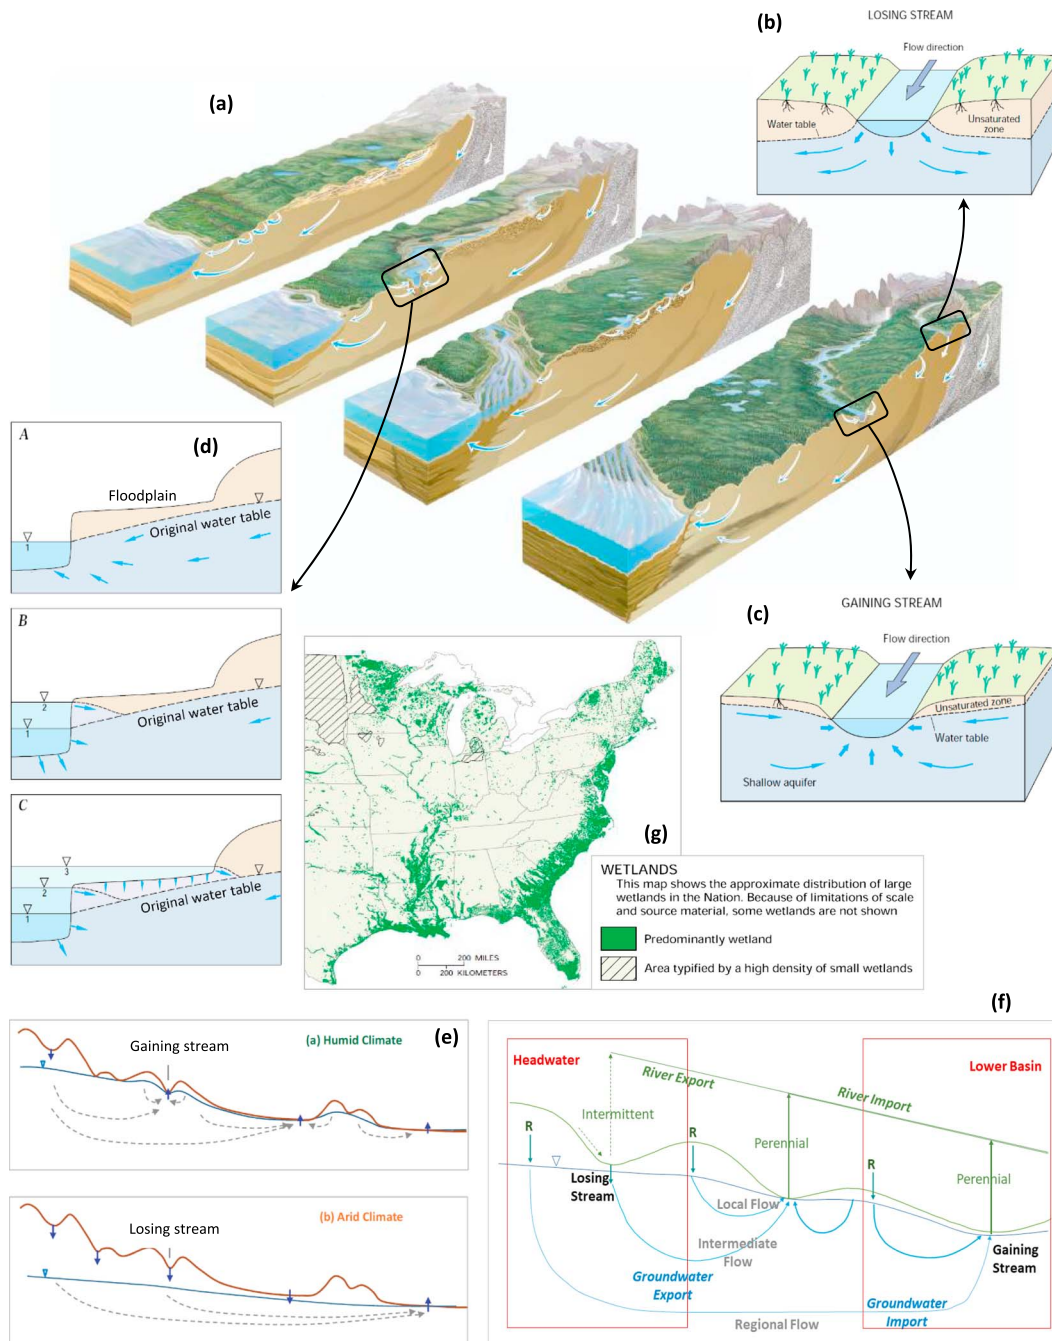 (a)
(b)
LOSING STREAM
Flow direction
Water table
Unsaturated
zone
(d)
A
Floodplain
Original water table
1
B
Original water table
2
1
C
Original water table
3
2
1
(c)
GAINING STREAM
Flow direction
Unsaturated zone
Water table
Shallow aquifer
(g)
WETLANDS
This map shows the approximate distribution of large
wetlands in the Nation. Because of limitations of scale
and source material, some wetlands are not shown
Predominantly wetland
Area typified by a high density of small wetlands
0 200 MILES
0 200 KILOMETERS
(e)
(a) Humid Climate
Gaining stream
(b) Arid Climate
Losing stream
(f)
Headwater
Lower Basin
River Export
River Import
Intermittent
Perennial
Perennial
R
R
R
Losing
Stream
Local Flow
Intermediate
Flow
Gaining
Stream
Groundwater
Export
Groundwater
Import
Regional Flow